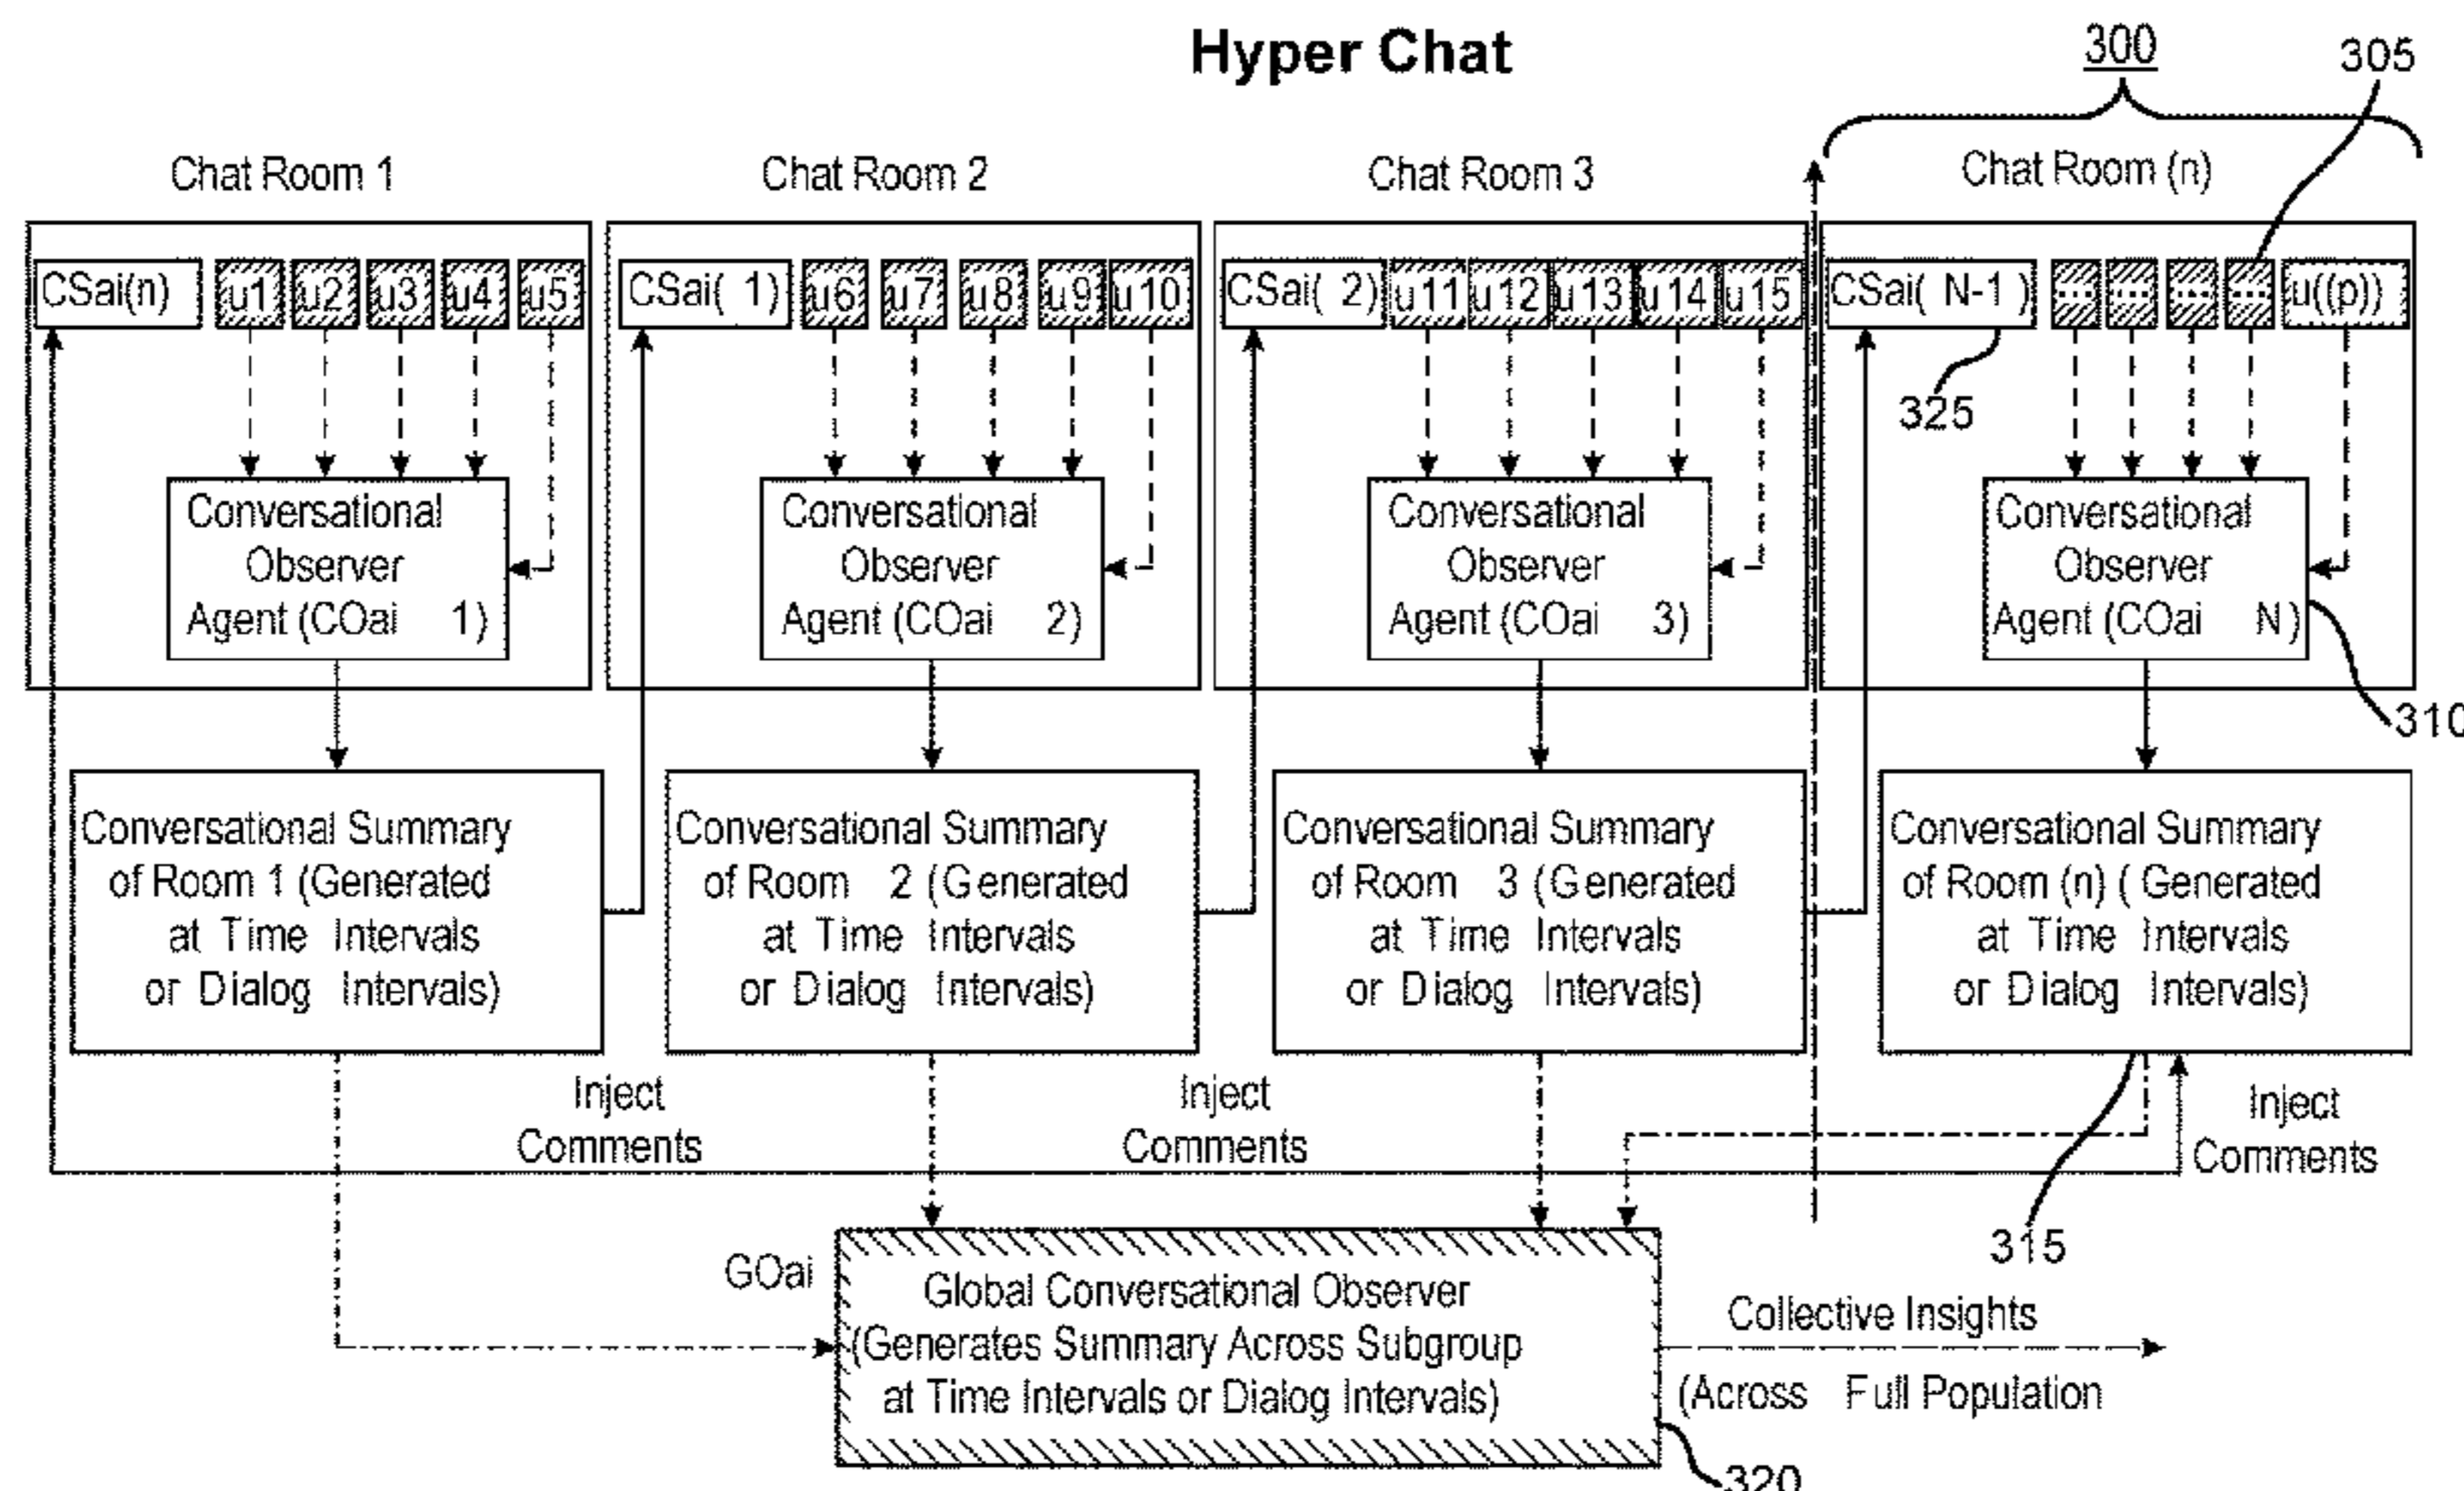 Hyper Chat
300
305
Chat Room 1
Chat Room 2
Chat Room 3
Chat Room (n)
CSai(n) u1 u2 u3 u4 u5
CSai( 1) u6 u7 u8 u9 u10
CSai( 2) u11 u12 u13 u14 u15
CSai( N-1 ) ... ... ... ... u((p))
325
Conversational
Observer
Agent (COai 1)
Conversational
Observer
Agent (COai 2)
Conversational
Observer
Agent (COai 3)
Conversational
Observer
Agent (COai N)
310
Conversational Summary
of Room 1 (Generated
at Time Intervals
or Dialog Intervals)
Conversational Summary
of Room 2 (Generated
at Time Intervals
or Dialog Intervals)
Conversational Summary
of Room 3 (Generated
at Time Intervals
or Dialog Intervals)
Conversational Summary
of Room (n) ( Generated
at Time Intervals
or Dialog Intervals)
Inject
Comments
Inject
Comments
Inject
Comments
315
GOai
Global Conversational Observer
(Generates Summary Across Subgroup
at Time Intervals or Dialog Intervals)
Collective Insights
(Across Full Population
320